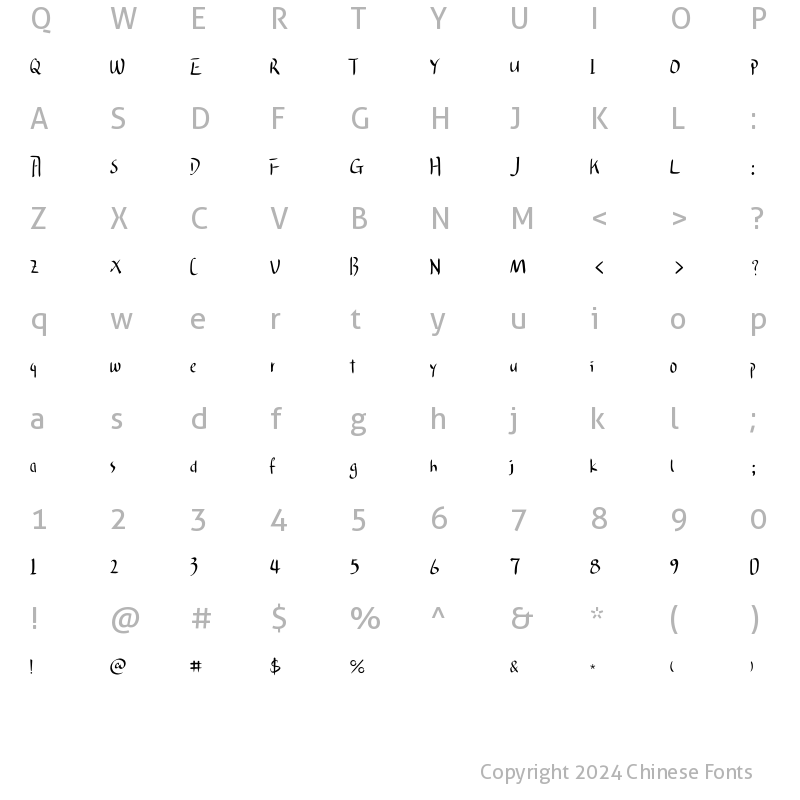 Q W E R T Y U I O P
Q W E R T Y U I O P
A S D F G H J K L :
A S D F G H J K L :
Z X C V B N M < > ?
Z X C V B N M < > ?
q w e r t y u i o p
q w e r t y u i o p
a s d f g h j k l ;
a s d f g h j k l ;
1 2 3 4 5 6 7 8 9 0
1 2 3 4 5 6 7 8 9 0
! @ # $ % ^ & * ( )
! @ # $ % & * ( )
Copyright 2024 Chinese Fonts